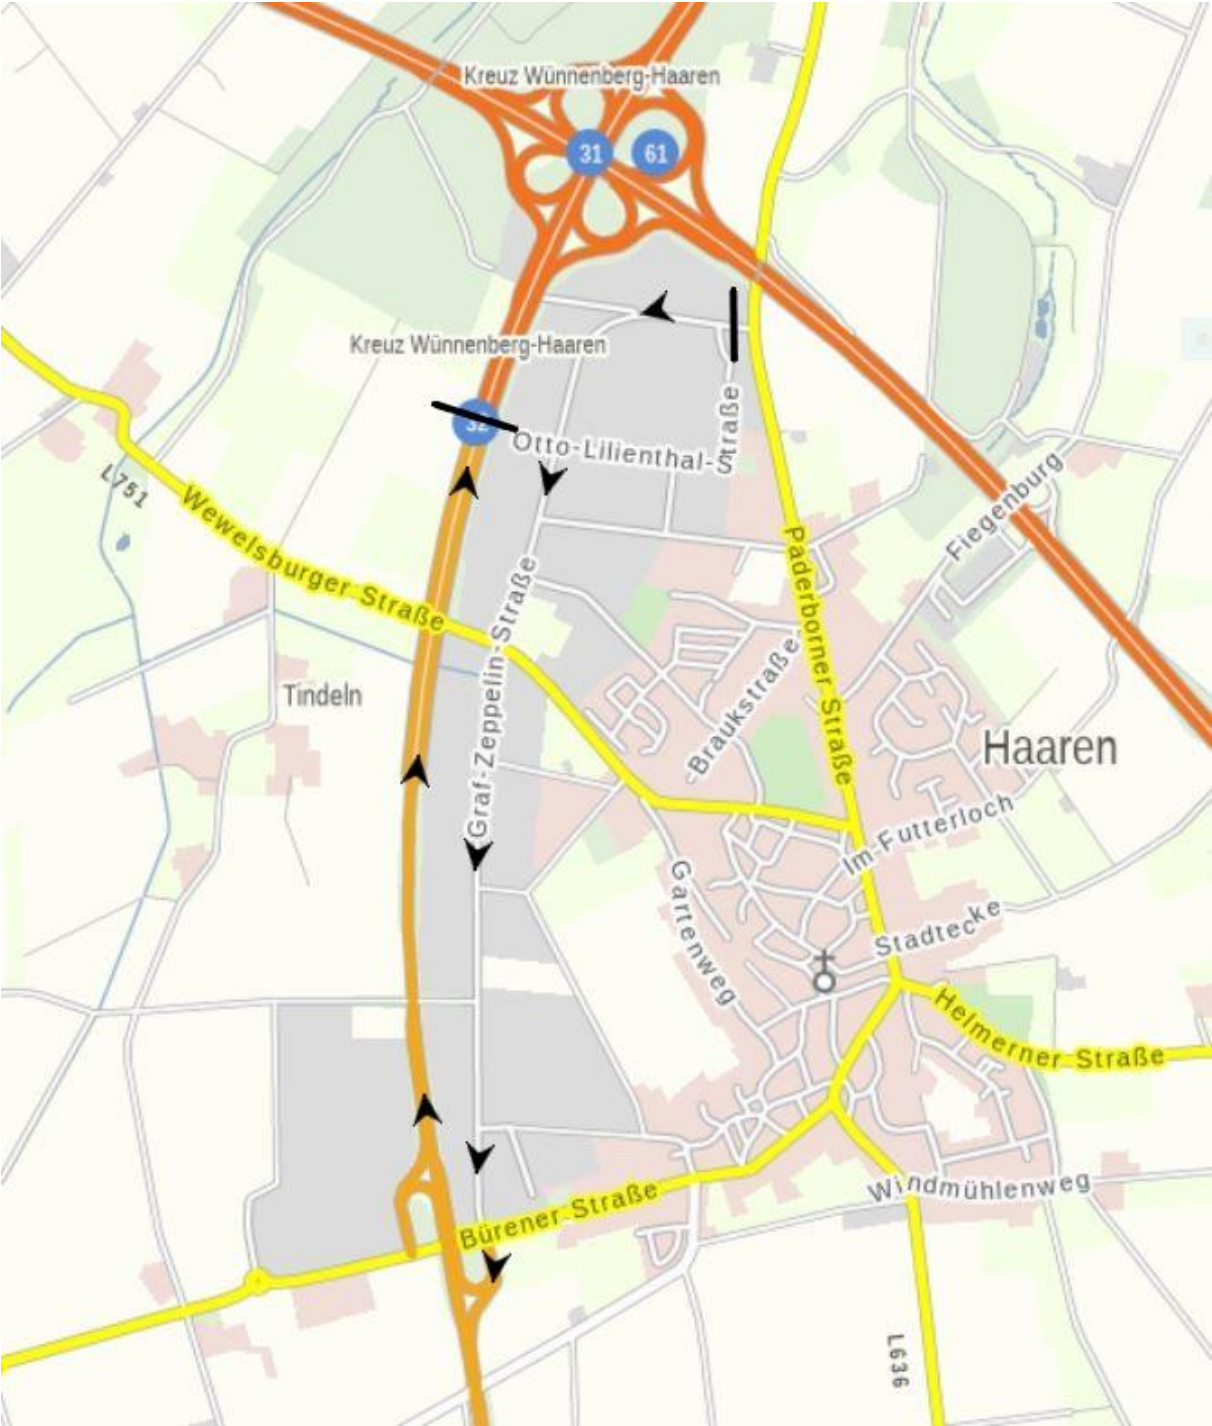 Kreuz Wünnenberg-Haaren
31
61
Kreuz Wünnenberg-Haaren
32
Otto-Lilienthal-Straße
L751
Wewelsburger Straße
Fiegenburg
Paderborner Straße
Graf-Zeppelin-Straße
Braukstraße
Tindeln
Haaren
Im-Futterloch
Gartenweg
Stadtecke
Helmerner Straße
Windmühlenweg
Bürener Straße
L636